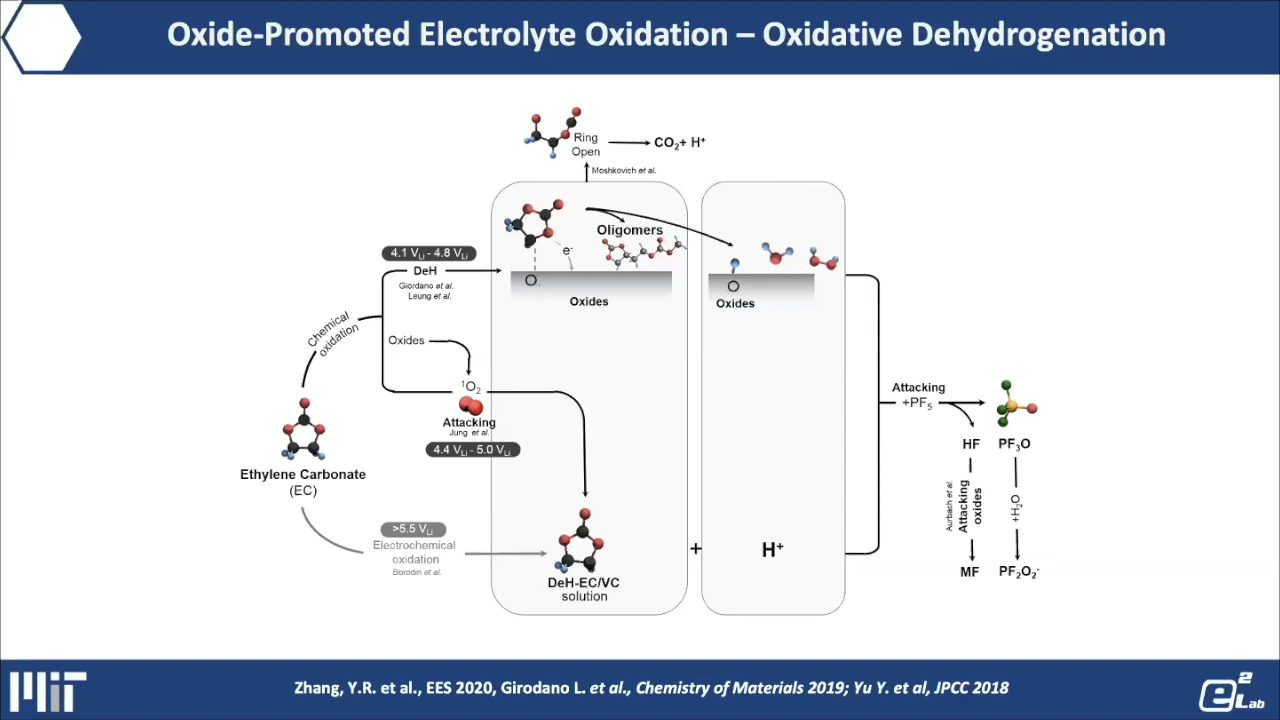 Oxide-Promoted Electrolyte Oxidation – Oxidative Dehydrogenation
Ring
Open
CO2+ H+
Moshkovich et al.
Oligomers
e-
O
Oxides
O
Oxides
4.1 VLi - 4.8 VLi
DeH
Giordano et al.
Leung et al.
Chemical
oxidation
Oxides
1O2
Attacking
Jung et al.
4.4 VLi - 5.0 VLi
Ethylene Carbonate
(EC)
>5.5 VLi
Electrochemical
oxidation
Borodin et al.
DeH-EC/VC
solution
+
H+
Attacking
+PF5
HF
PF3O
Aurbach et al.
Attacking
oxides
+H2O
MF
PF2O2-
Zhang, Y.R. et al., EES 2020, Girodano L. et al., Chemistry of Materials 2019; Yu Y. et al, JPCC 2018
MIT
e2Lab